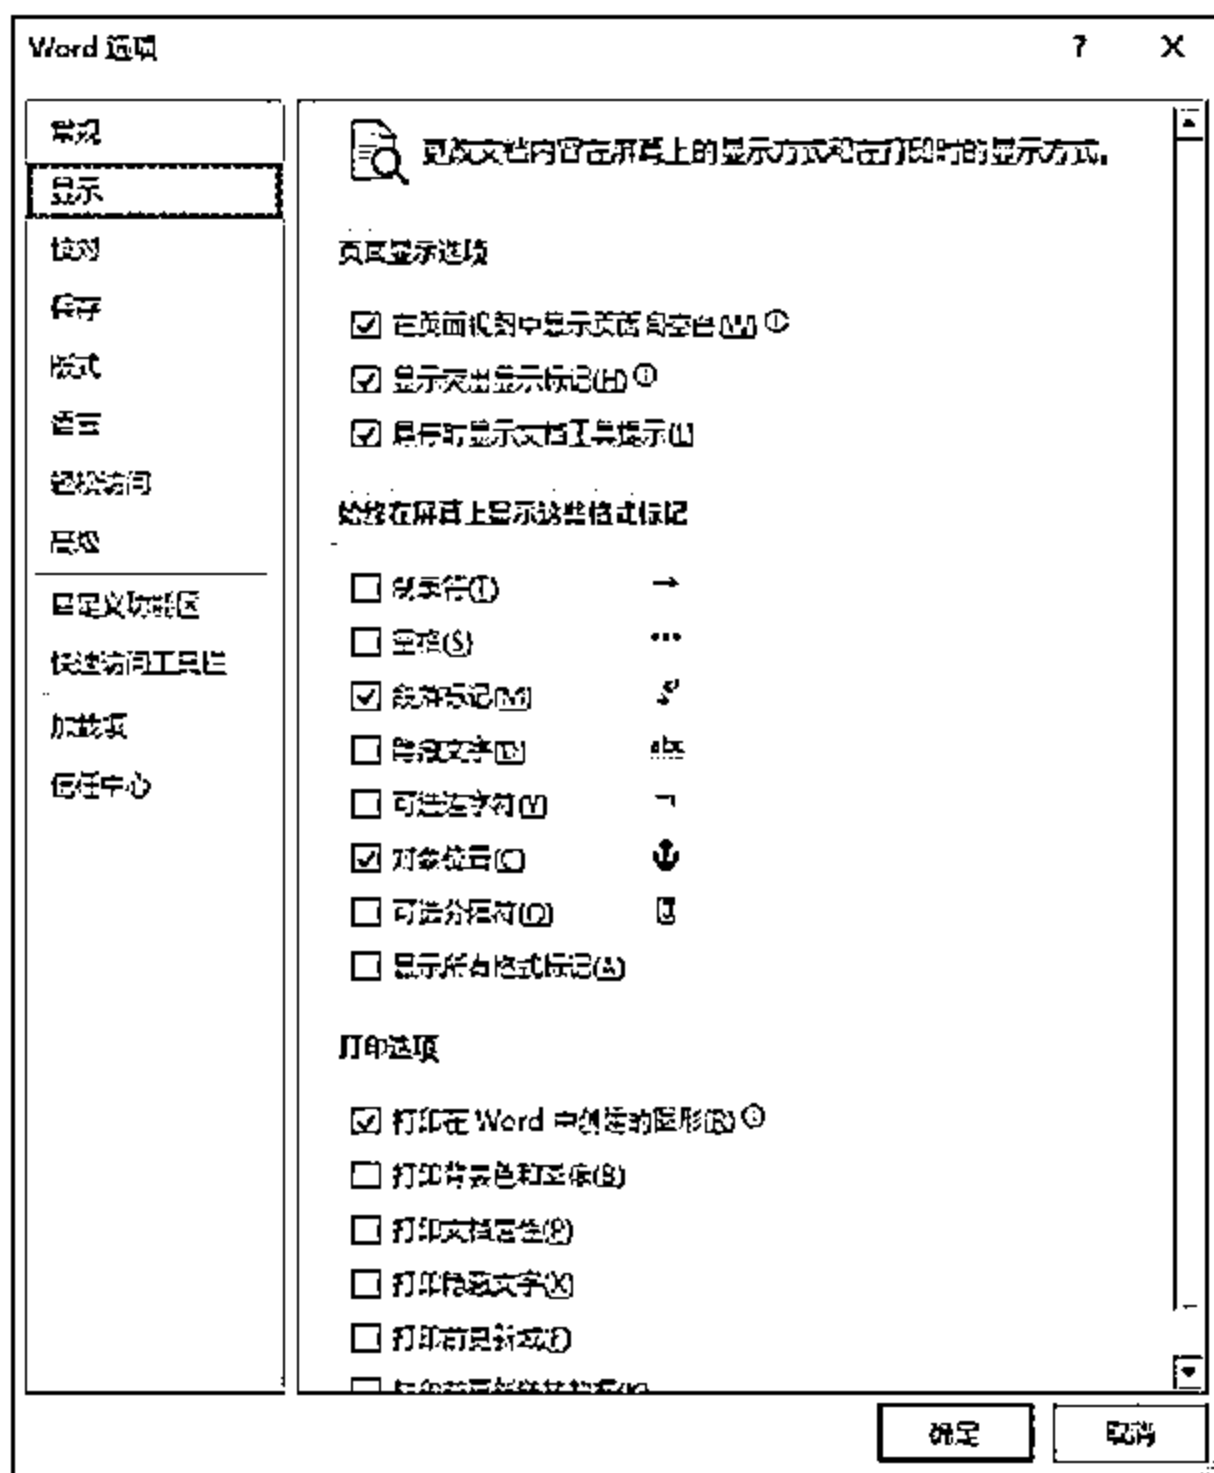 Word 选项
?
X
常规
显示
校对
保存
版式
语言
轻松访问
高级
自定义功能区
快速访问工具栏
加载项
信任中心
更改文档内容在屏幕上的显示方式和在打印时的显示方式。
页面显示选项
在页面视图中显示页面间空白(W)
显示突出显示标记(H)
悬停时显示文档工具提示(L)
始终在屏幕上显示这些格式标记
制表符(T)
空格(S)
段落标记(M)
隐藏文字(D)
abc
可选连字符(Y)
对象位置(C)
可选分隔符(O)
显示所有格式标记(A)
打印选项
打印在 Word 中创建的图形(R)
打印背景色和图像(B)
打印文档属性(P)
打印隐藏文字(X)
打印前更新域(F)
确定
取消